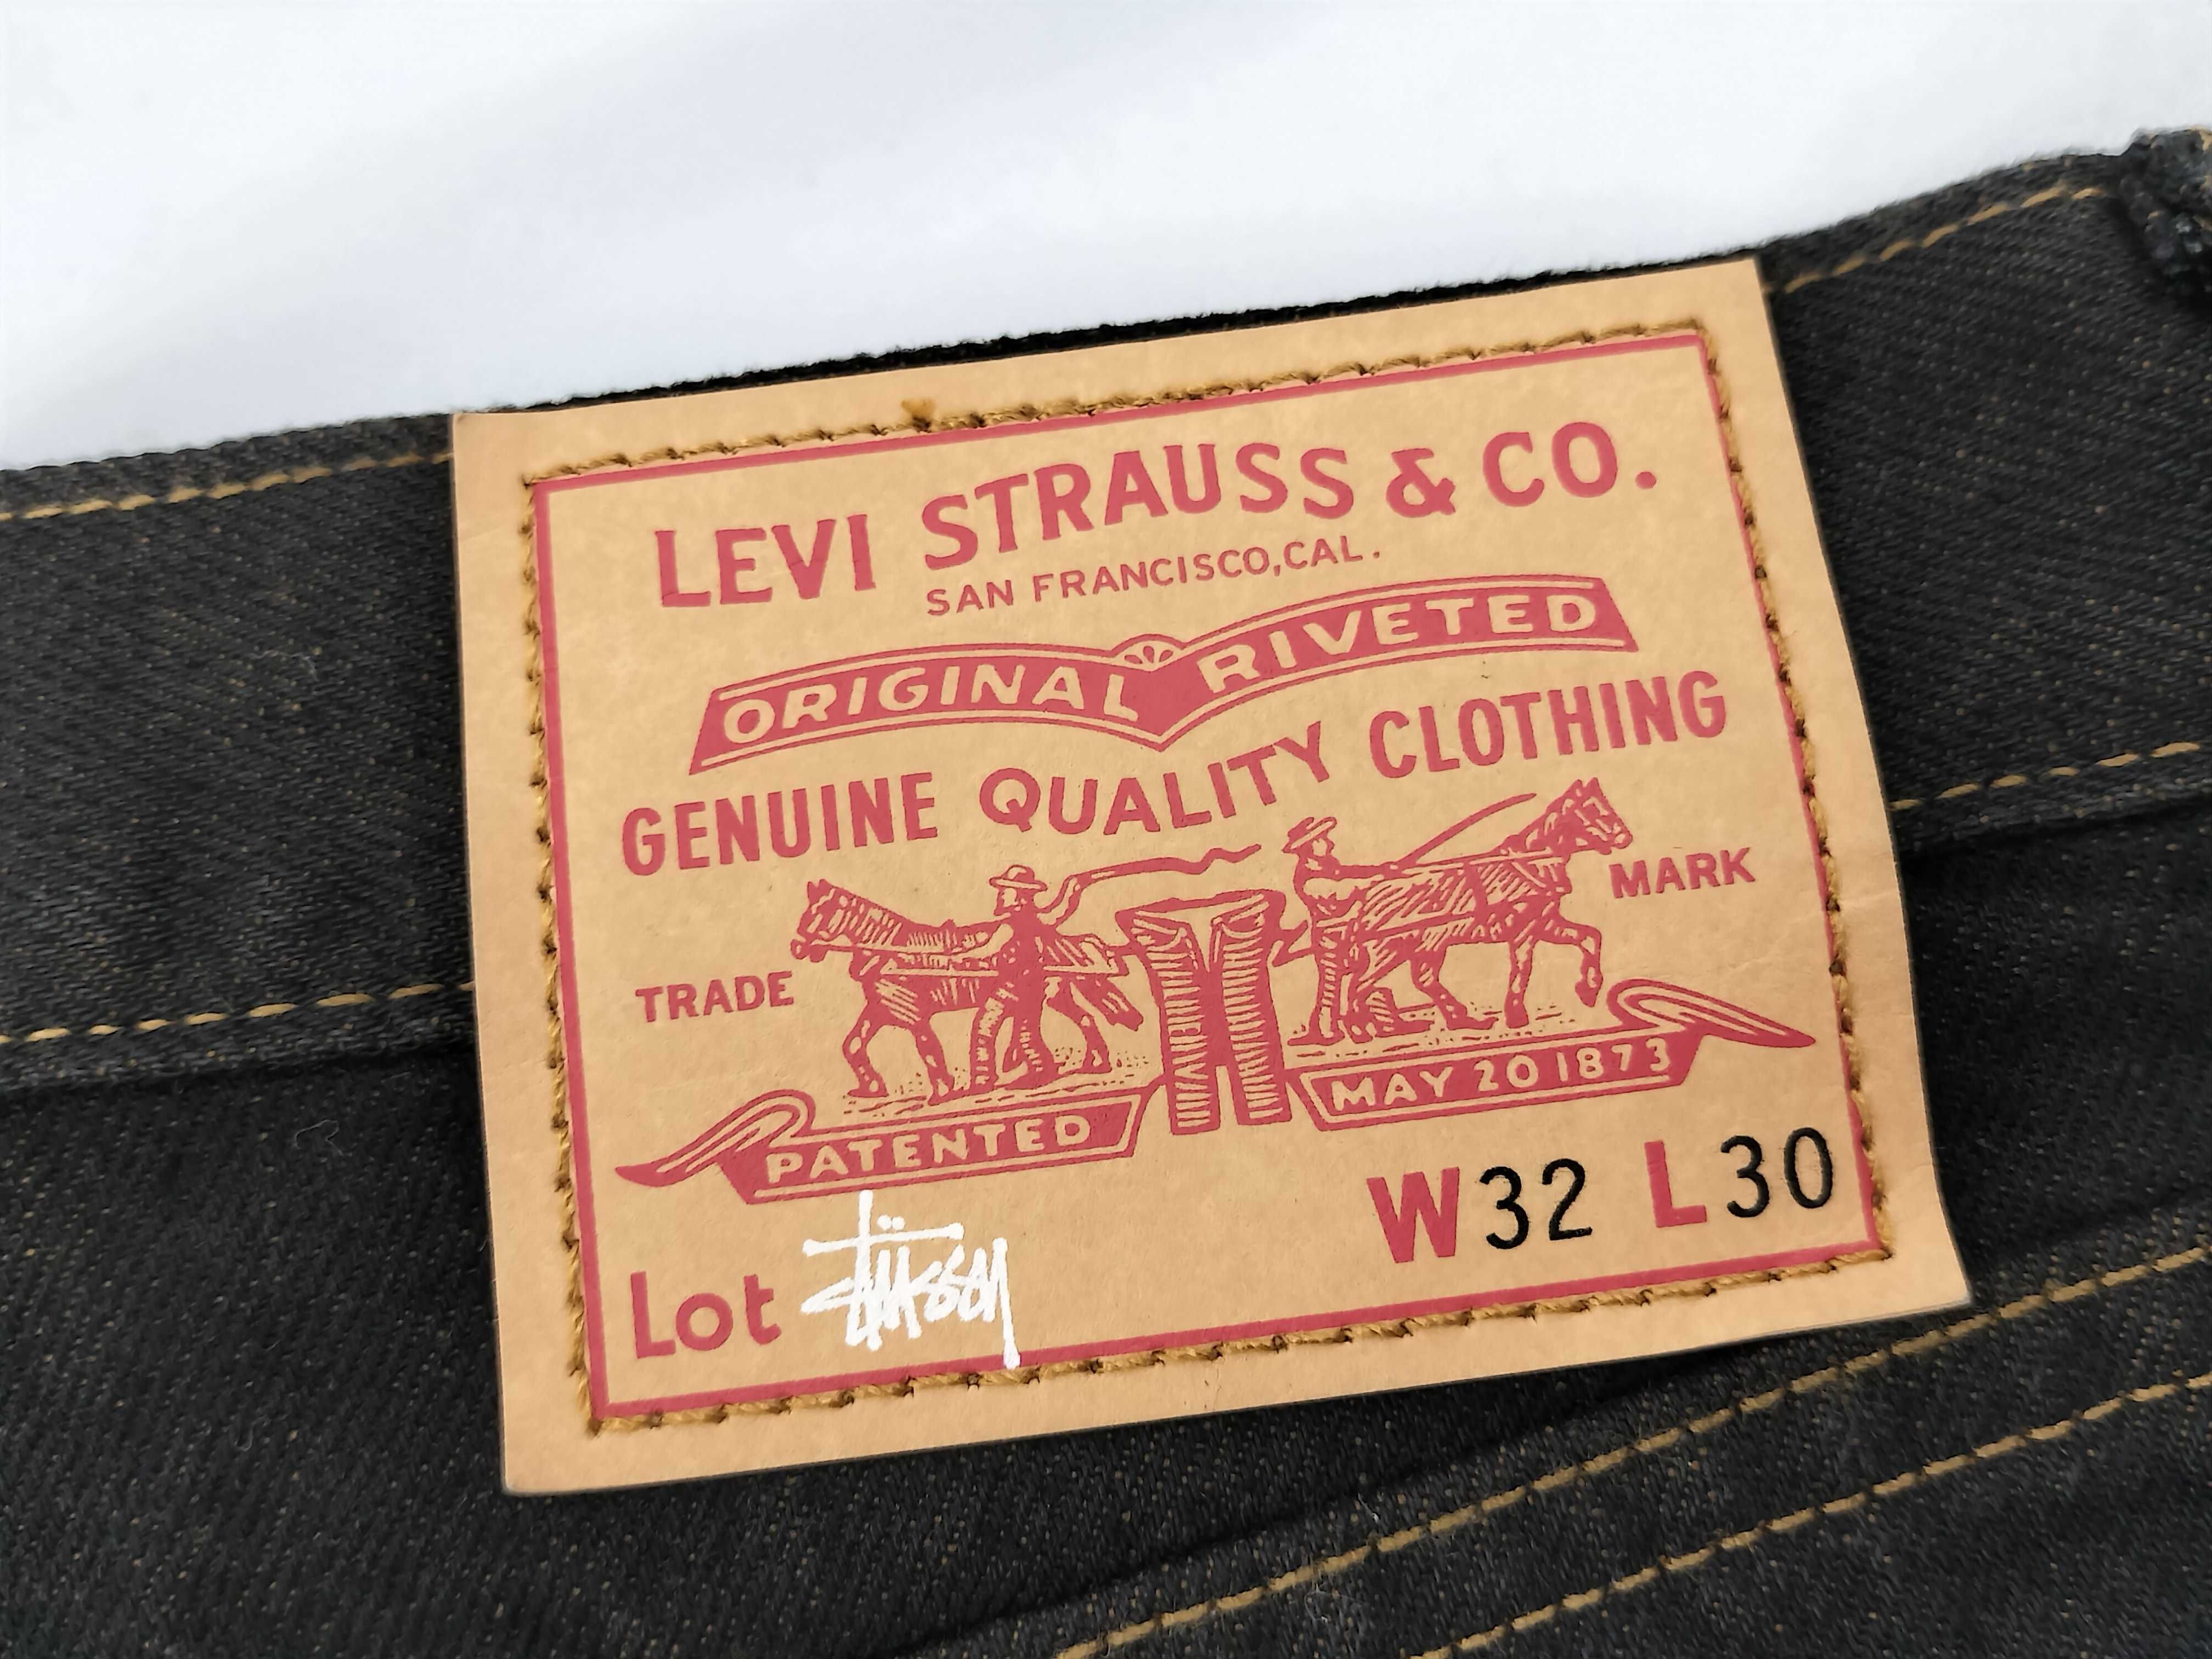 LEVI STRAUSS & CO.
SAN FRANCISCO,CAL.
ORIGINAL RIVETED
GENUINE QUALITY CLOTHING
TRADE MARK
PATENTED MAY 20 1873
W32 L30
Lot Stüssy